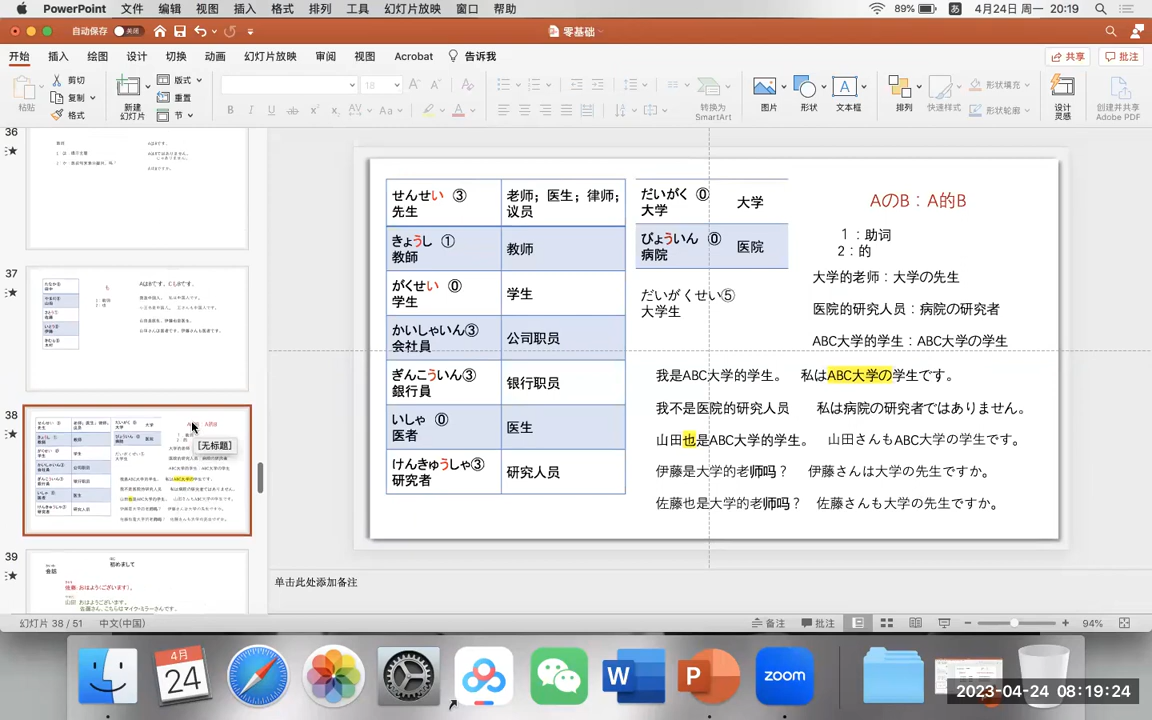 PowerPoint 文件 编辑 视图 插入 格式 排列 工具 幻灯片放映 窗口 帮助 89% あ 4月24日 周一 20:19
自动保存 关闭 零基础
开始 插入 绘图 设计 切换 动画 幻灯片放映 审阅 视图 Acrobat 告诉我 共享 批注
粘贴 剪切 复制 格式 新建幻灯片 版式 重置 节 18 转换为 SmartArt 图片 形状 文本框 排列 快速样式 形状填充 形状轮廓 设计灵感 创建并共享 Adobe PDF
36
37
38
[无标题]
39
会話
初めまして
せんせい ③
先生
老师；医生；律师；
议员
きょうし ①
教師
教师
がくせい ⓪
学生
学生
かいしゃいん③
会社員
公司职员
ぎんこういん③
銀行員
银行职员
いしゃ ⓪
医者
医生
けんきゅうしゃ③
研究者
研究人员
だいがく ⓪
大学
大学
びょういん ⓪
病院
医院
だいがくせい⑤
大学生
AのB：A的B
1：助词
2：的
大学的老师：大学の先生
医院的研究人员：病院の研究者
ABC大学的学生：ABC大学の学生
我是ABC大学的学生。 私はABC大学の学生です。
我不是医院的研究人员 私は病院の研究者ではありません。
山田也是ABC大学的学生。 山田さんもABC大学の学生です。
伊藤是大学的老师吗？ 伊藤さんは大学の先生ですか。
佐藤也是大学的老师吗？ 佐藤さんも大学の先生ですか。
单击此处添加备注
幻灯片 38 / 51 中文(中国) 备注 批注 94%
4月
24
W
P
zoom
2023-04-24 08:19:24